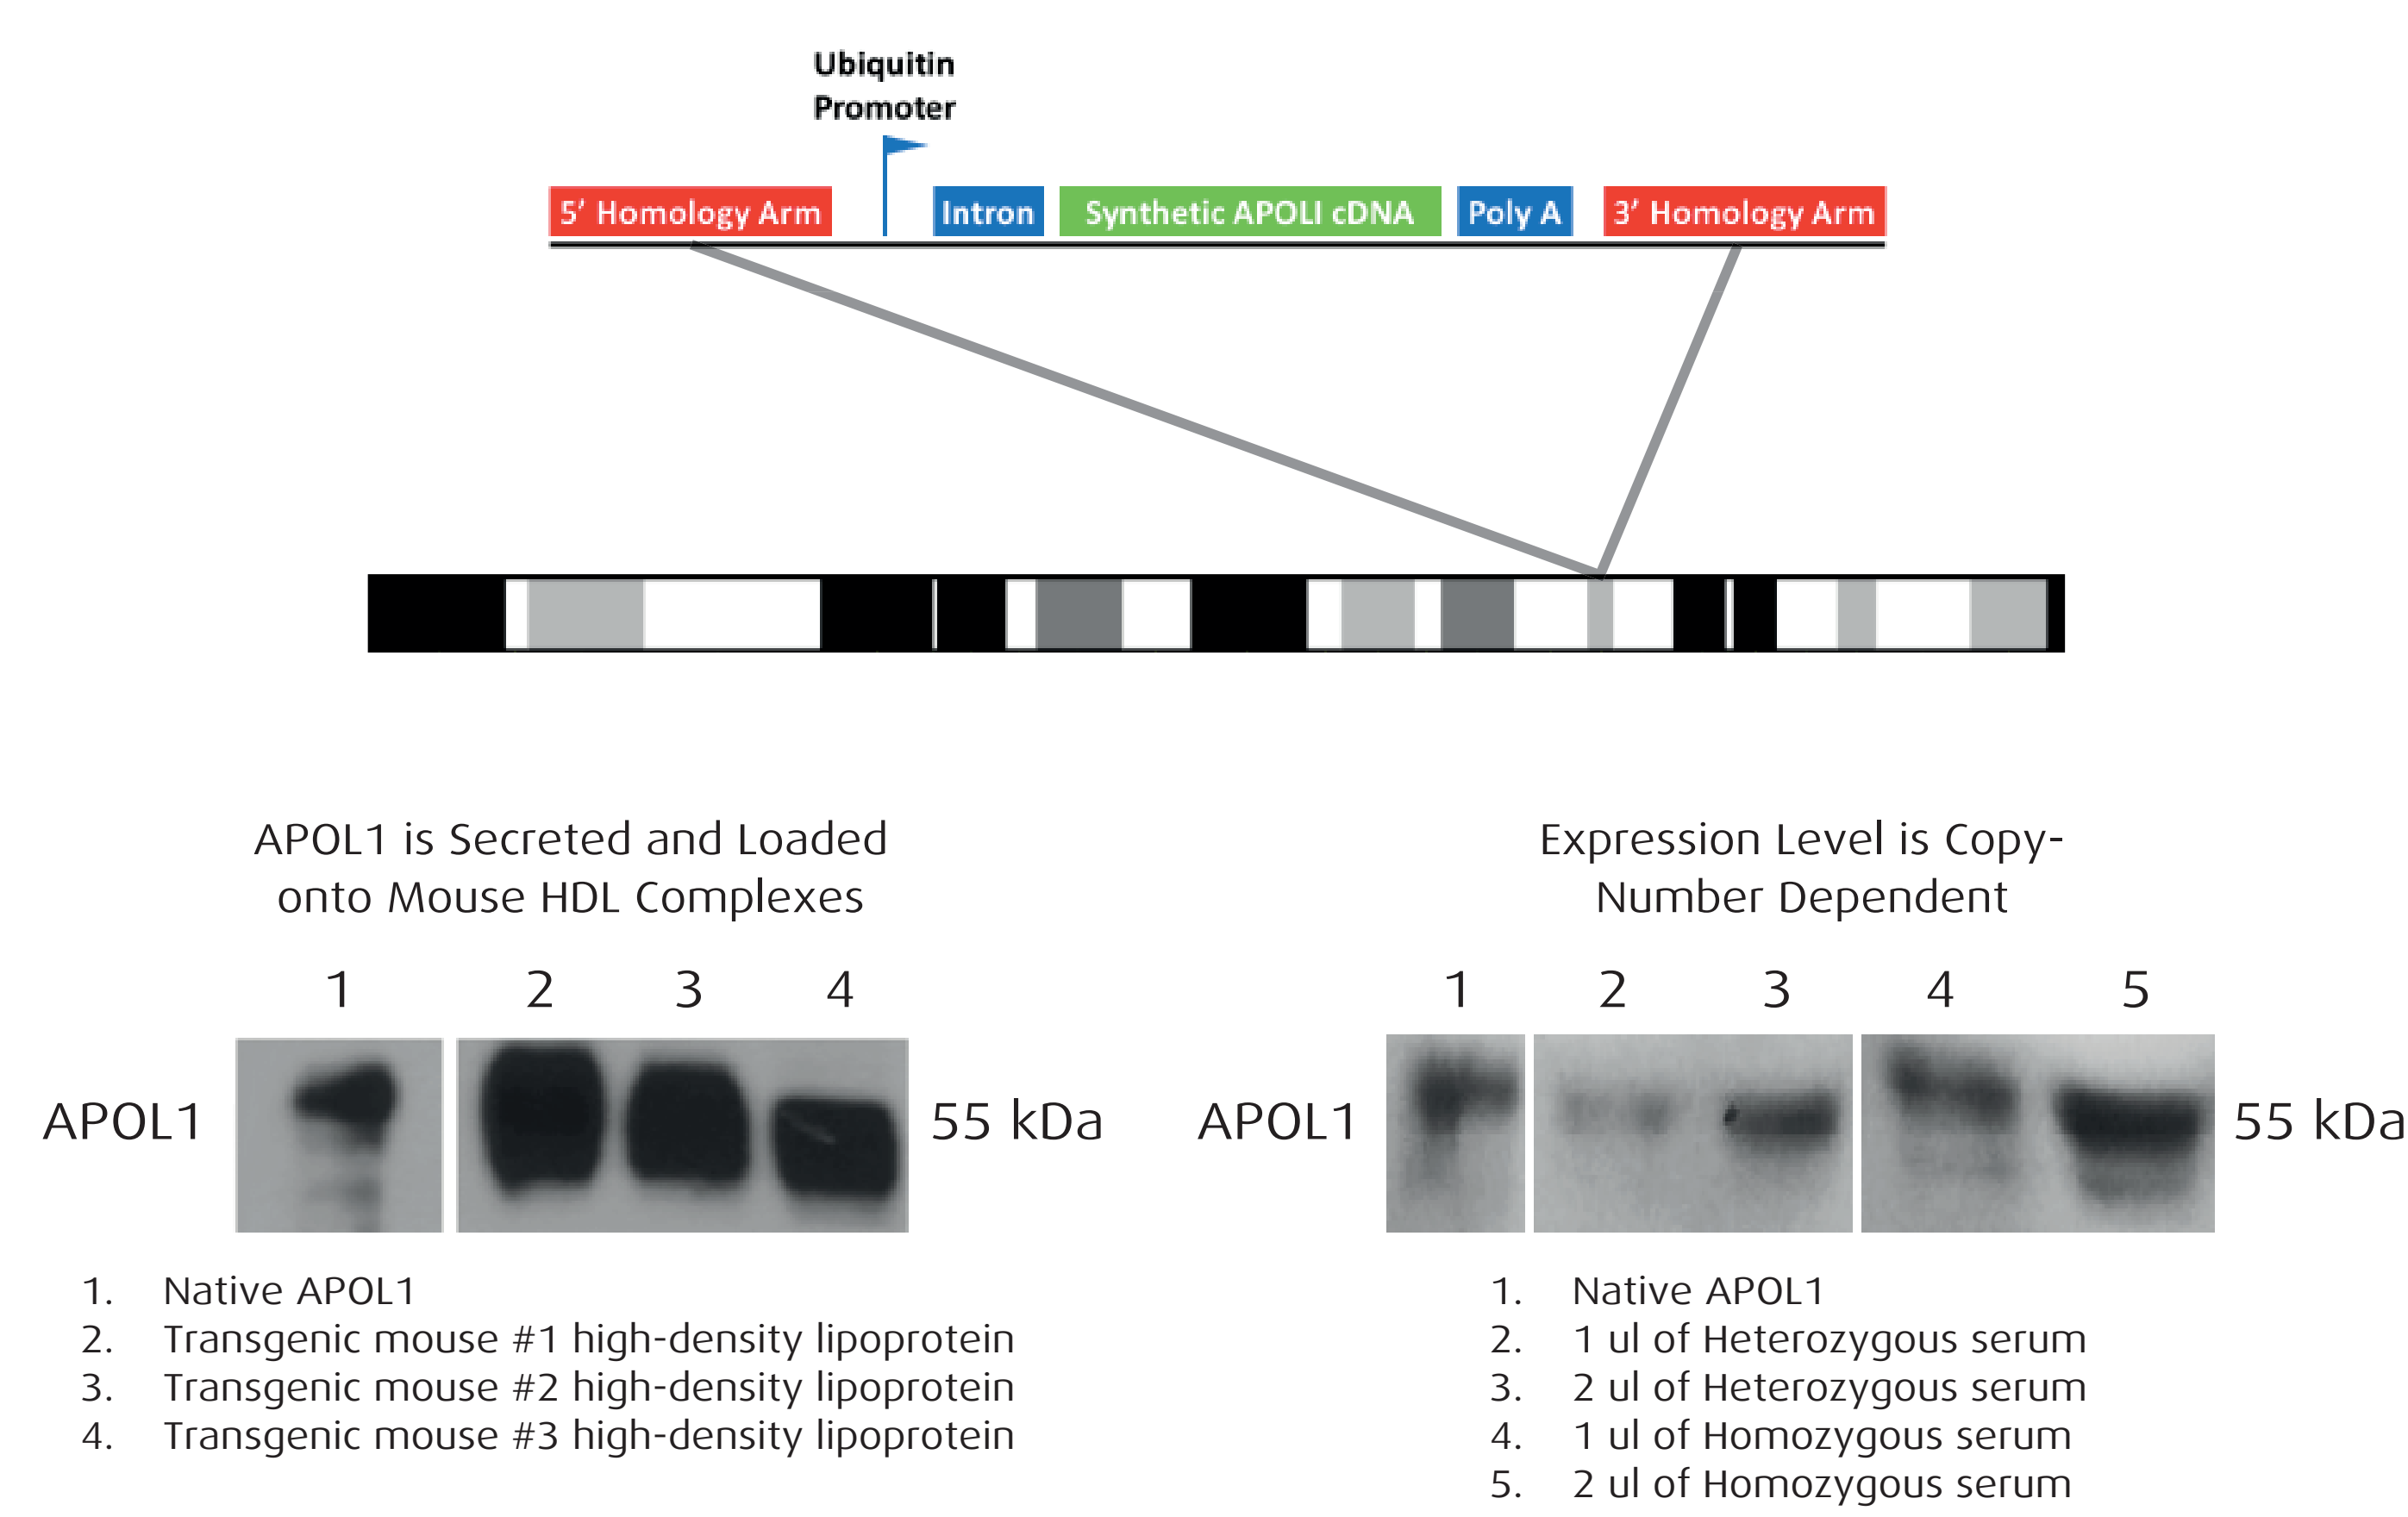 Ubiquitin
Promoter
5′ Homology Arm
Intron
Synthetic APOLI cDNA
Poly A
3′ Homology Arm
APOL1 is Secreted and Loaded
onto Mouse HDL Complexes
1 2 3 4
APOL1
55 kDa
1. Native APOL1
2. Transgenic mouse #1 high-density lipoprotein
3. Transgenic mouse #2 high-density lipoprotein
4. Transgenic mouse #3 high-density lipoprotein
Expression Level is Copy-
Number Dependent
1 2 3 4 5
APOL1
55 kDa
1. Native APOL1
2. 1 ul of Heterozygous serum
3. 2 ul of Heterozygous serum
4. 1 ul of Homozygous serum
5. 2 ul of Homozygous serum